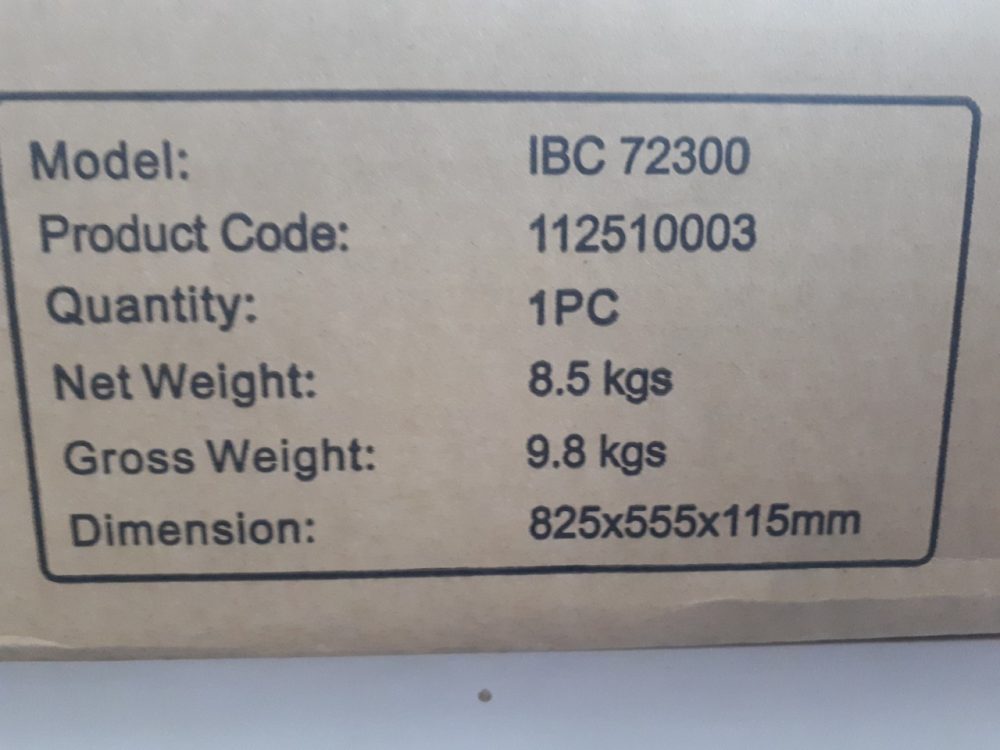 Model: IBC 72300
Product Code: 112510003
Quantity: 1PC
Net Weight: 8.5 kgs
Gross Weight: 9.8 kgs
Dimension: 825x555x115mm